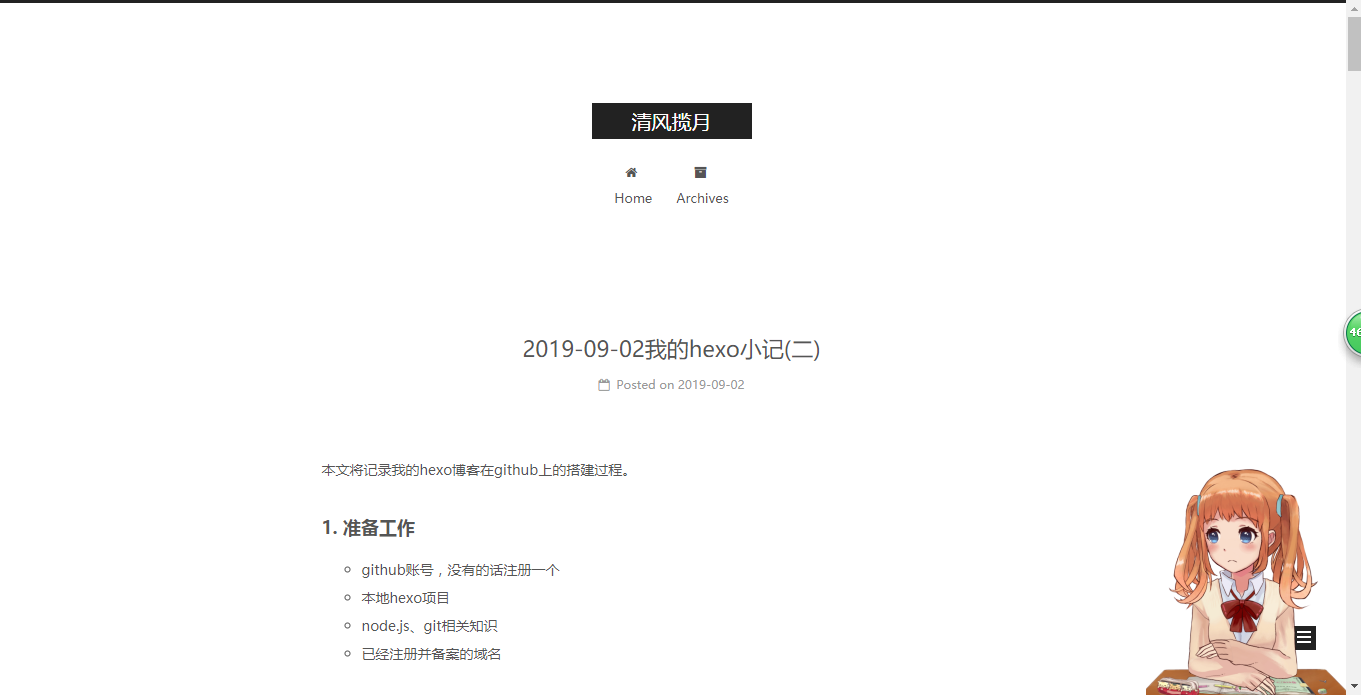 清风揽月
Home Archives
2019-09-02我的hexo小记(二)
Posted on 2019-09-02
46
本文将记录我的hexo博客在github上的搭建过程。
1. 准备工作
github账号，没有的话注册一个
本地hexo项目
node.js、git相关知识
已经注册并备案的域名